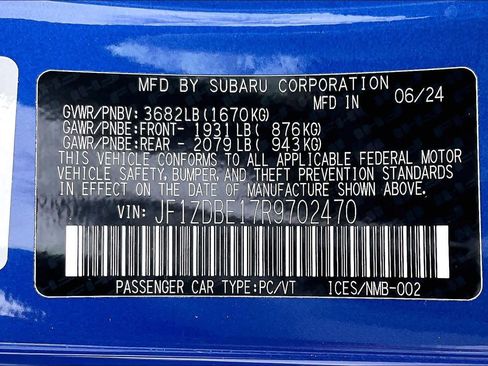 MFD BY SUBARU CORPORATION
MFD IN 06/24
GVWR/PNBV: 3682LB(1670KG)
GAWR/PNBE:FRONT- 1931LB( 876KG)
GAWR/PNBE:REAR - 2079LB( 943KG)
THIS VEHICLE CONFORMS TO ALL APPLICABLE FEDERAL MOTOR
VEHICLE SAFETY, BUMPER, AND THEFT PREVENTION STANDARDS
IN EFFECT ON THE DATE OF MANUFACTURE SHOWN ABOVE.
VIN: JF1ZDBE17R9702470
PASSENGER CAR TYPE:PC/VT ICES/NMB-002